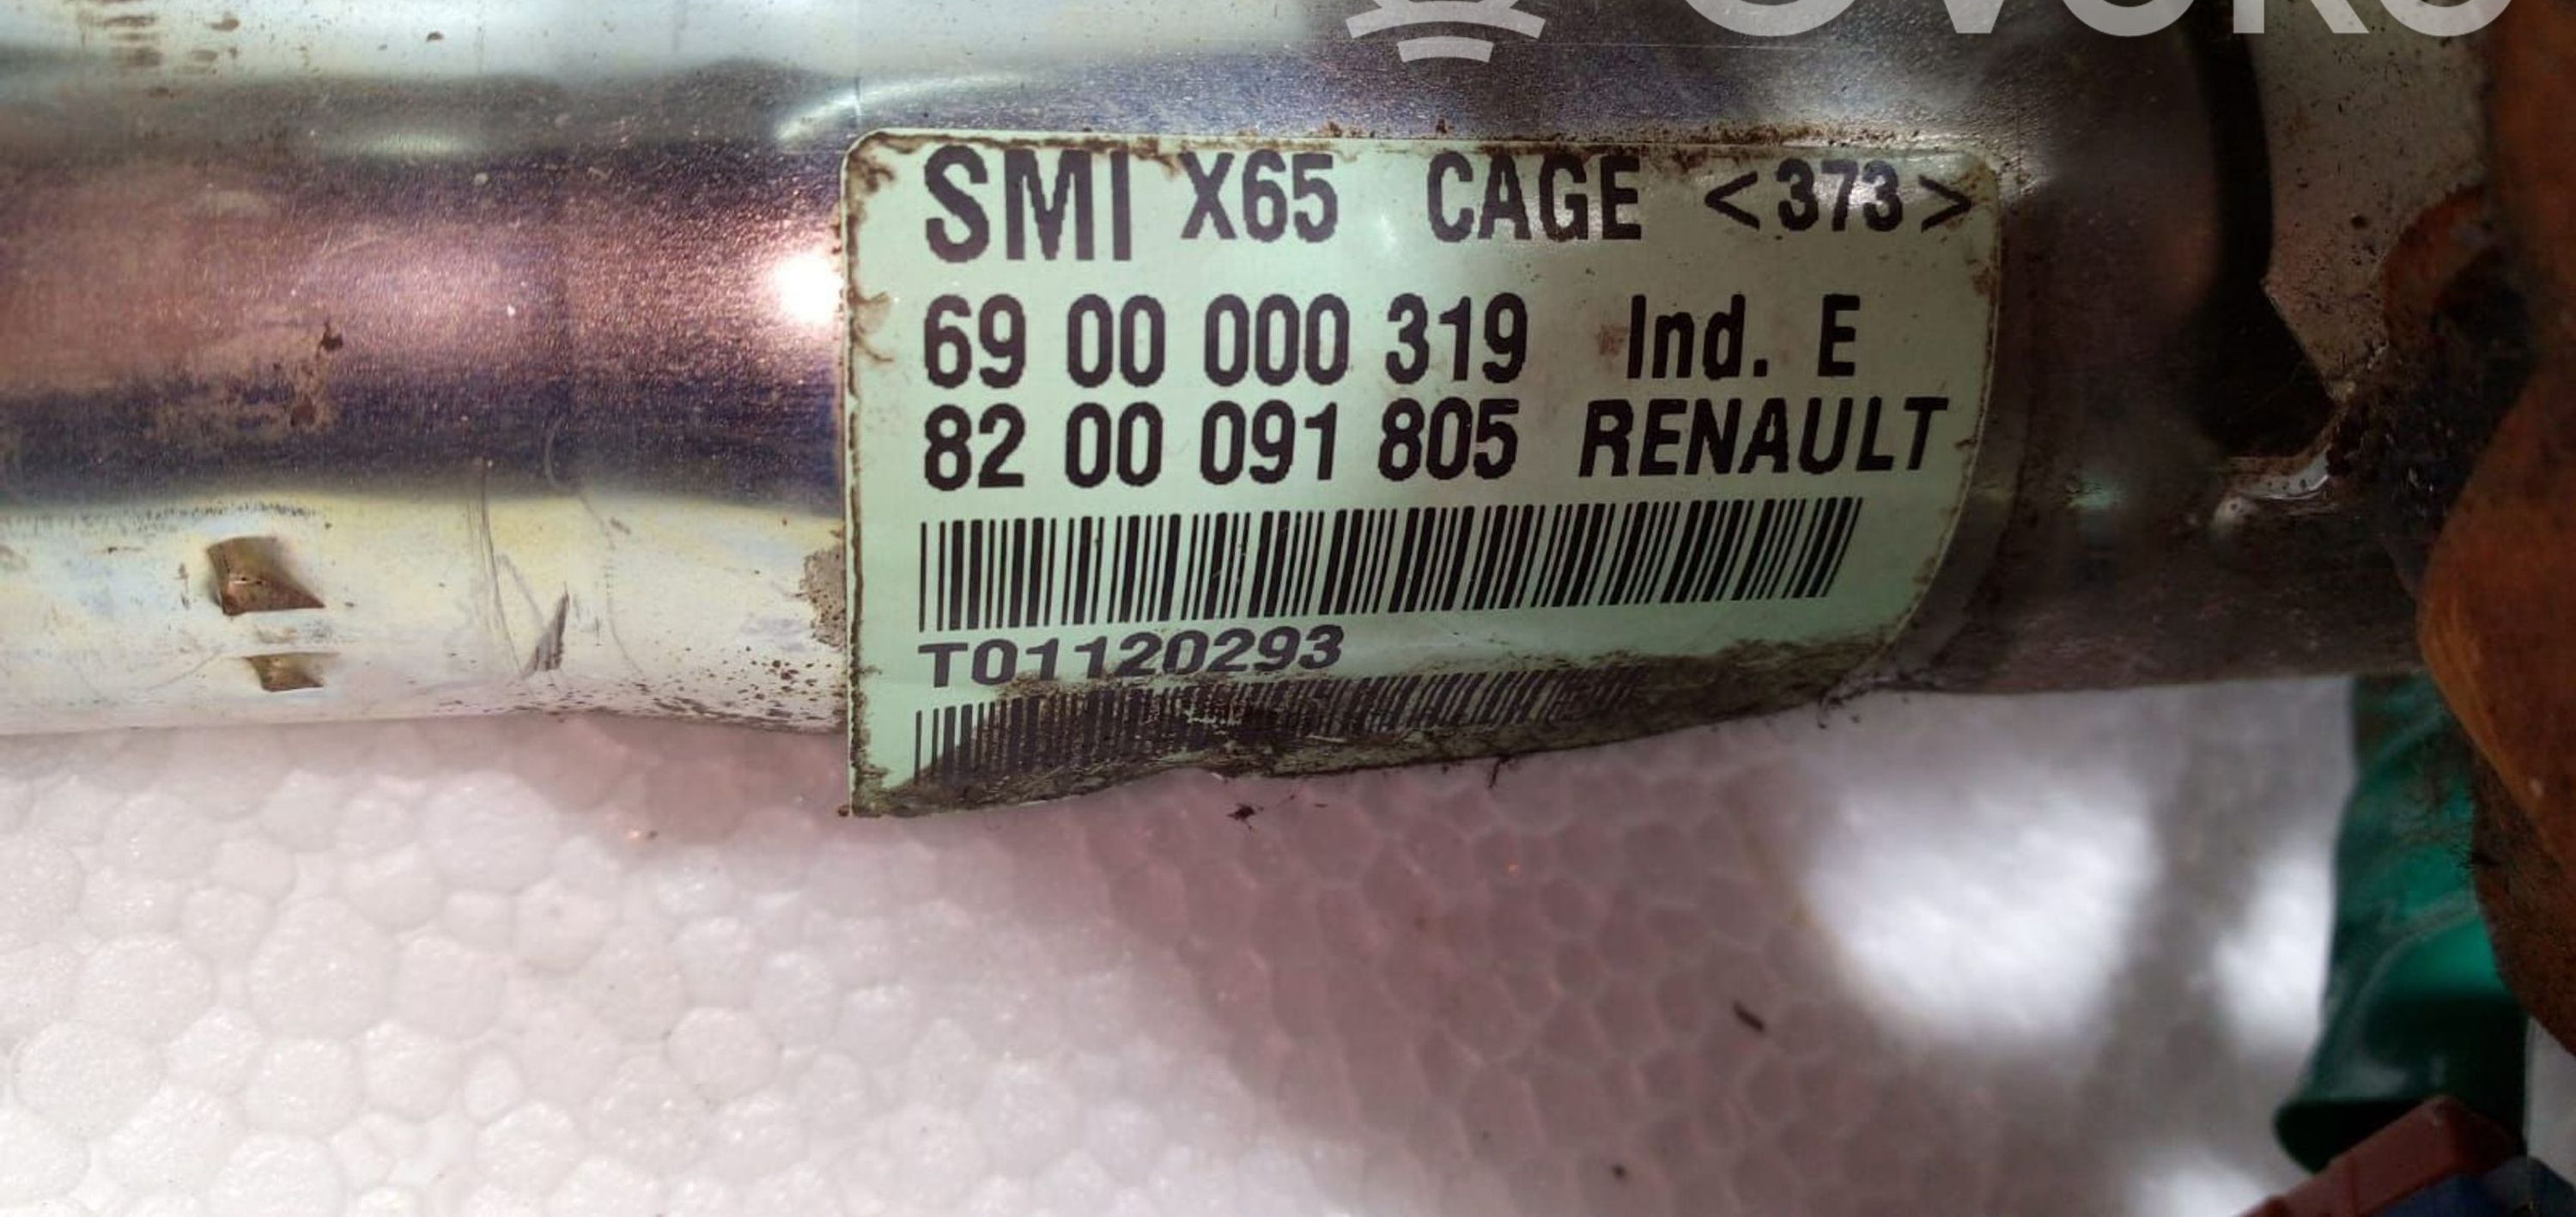 SMI X65 CAGE <373>
69 00 000 319 Ind. E
82 00 091 805 RENAULT
T01120293